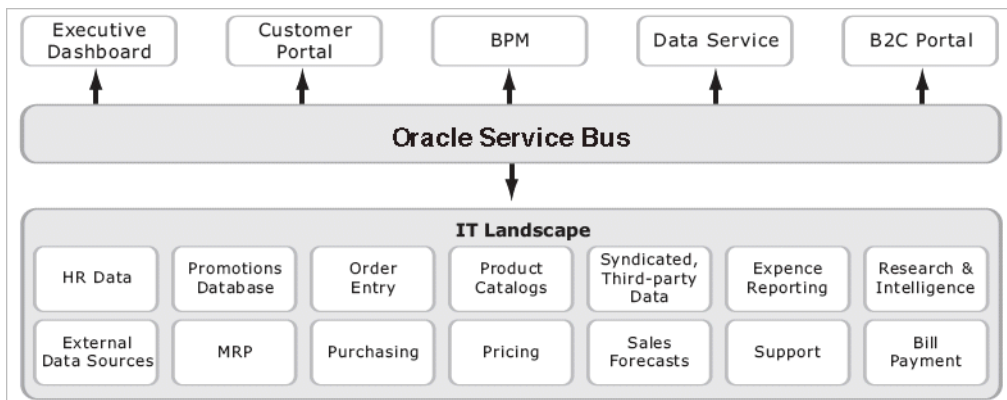 Executive
Dashboard
Customer
Portal
BPM
Data Service
B2C Portal
Oracle Service Bus
IT Landscape
HR Data
Promotions
Database
Order
Entry
Product
Catalogs
Syndicated,
Third-party
Data
Expence
Reporting
Research &
Intelligence
External
Data Sources
MRP
Purchasing
Pricing
Sales
Forecasts
Support
Bill
Payment